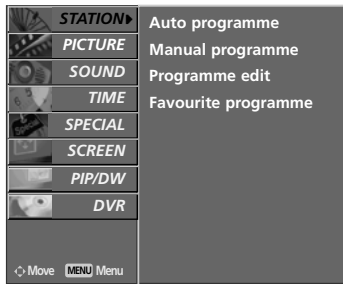 STATION
PICTURE
SOUND
TIME
SPECIAL
SCREEN
PIP/DW
DVR
Move MENU Menu
Auto programme
Manual programme
Programme edit
Favourite programme